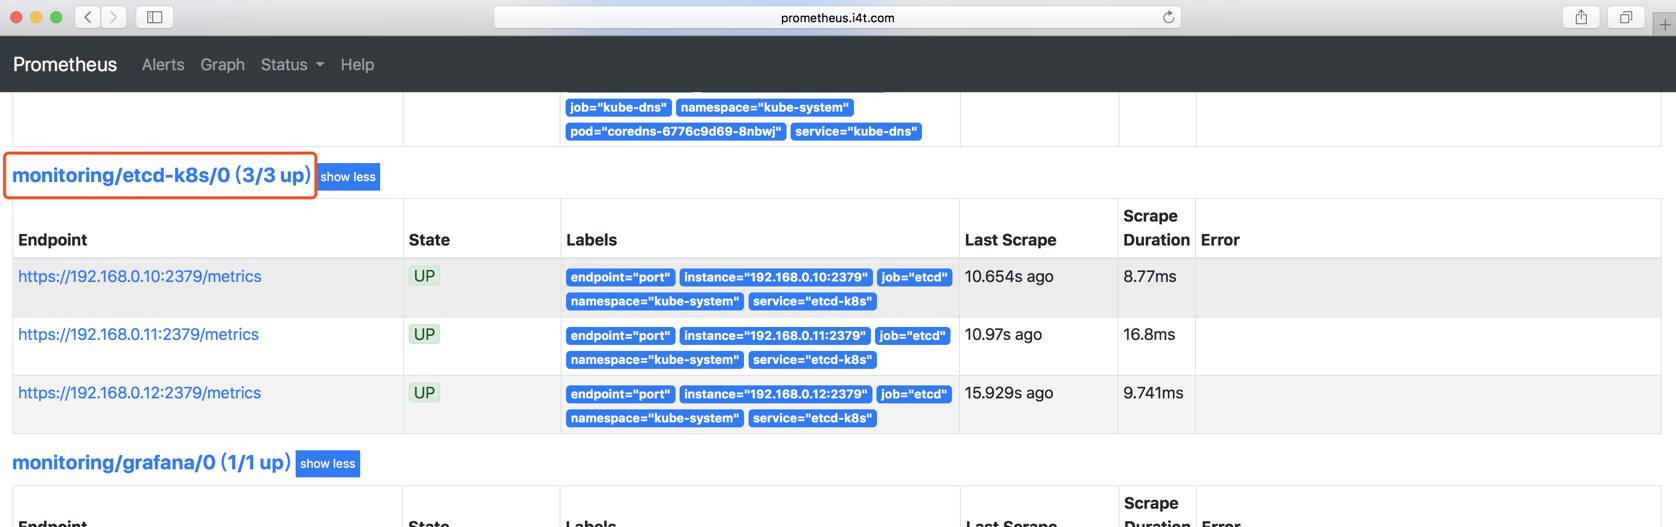 prometheus.i4t.com
Prometheus Alerts Graph Status Help
job="kube-dns" namespace="kube-system"
pod="coredns-6776c9d69-8nbwj" service="kube-dns"
monitoring/etcd-k8s/0 (3/3 up) show less
Endpoint State Labels Last Scrape Scrape Duration Error
https://192.168.0.10:2379/metrics UP endpoint="port" instance="192.168.0.10:2379" job="etcd" 10.654s ago 8.77ms
namespace="kube-system" service="etcd-k8s"
https://192.168.0.11:2379/metrics UP endpoint="port" instance="192.168.0.11:2379" job="etcd" 10.97s ago 16.8ms
namespace="kube-system" service="etcd-k8s"
https://192.168.0.12:2379/metrics UP endpoint="port" instance="192.168.0.12:2379" job="etcd" 15.929s ago 9.741ms
namespace="kube-system" service="etcd-k8s"
monitoring/grafana/0 (1/1 up) show less
Scrape
Endpoint State Labels Last Scrape Duration Error